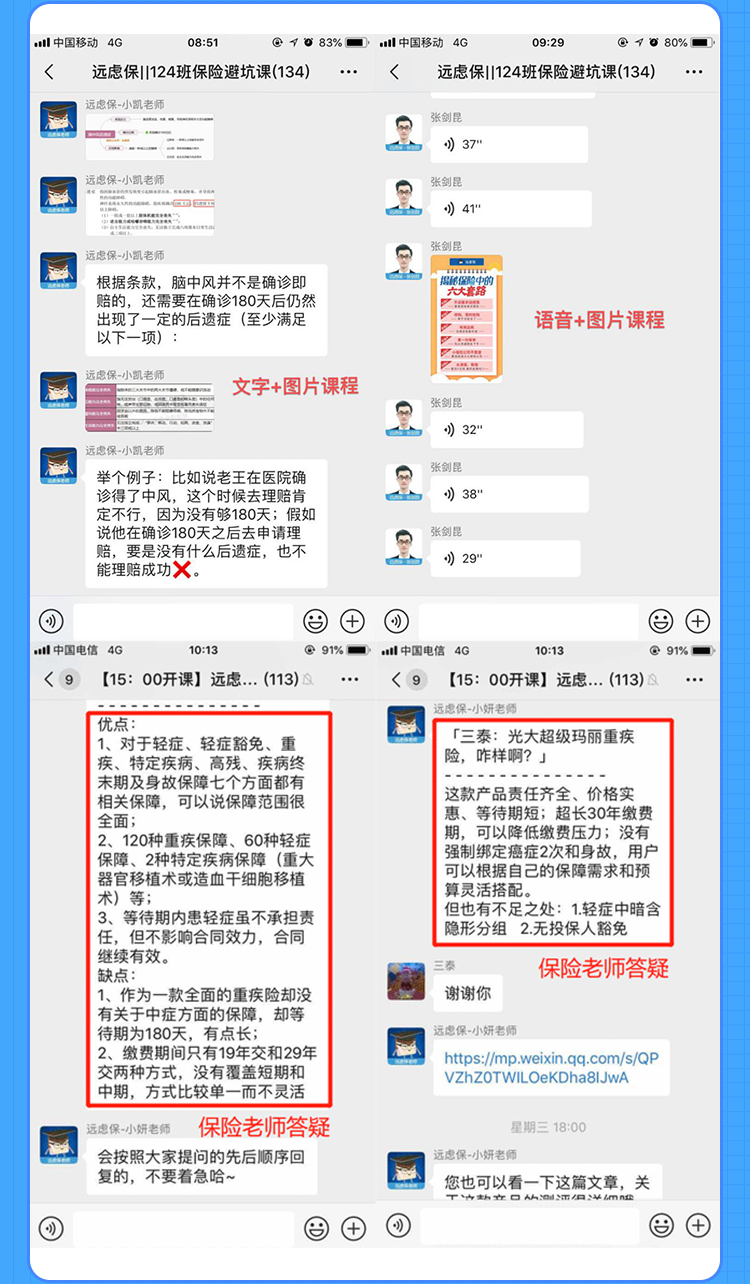 中国移动 4G 08:51 83%
远虑保||124班保险避坑课(134)
远虑保-小凯老师
远虑保-小凯老师
远虑保-小凯老师
根据条款，脑中风并不是确诊即
赔的，还需要在确诊180天后仍然
出现了一定的后遗症（至少满足
以下一项）：
远虑保-小凯老师
文字+图片课程
远虑保-小凯老师
举个例子：比如说老王在医院确
诊得了中风，这个时候去理赔肯
定不行，因为没有够180天；假如
说他在确诊180天之后去申请理
赔，要是没有什么后遗症，也不
能理赔成功❌。
中国移动 4G 09:29 80%
远虑保||124班保险避坑课(134)
张剑昆
37''
张剑昆
41''
张剑昆
揭秘保险中的
六大套路
语音+图片课程
张剑昆
32''
张剑昆
38''
张剑昆
29''
中国电信 4G 10:13 91%
9 【15：00开课】远虑... (113)
- - - - - - - - - - - - - - -
优点：
1、对于轻症、轻症豁免、重
疾、特定疾病、高残、疾病终
末期及身故保障七个方面都有
相关保障，可以说保障范围很
全面；
2、120种重疾保障、60种轻症
保障、2种特定疾病保障（重大
器官移植术或造血干细胞移植
术）等；
3、等待期内患轻症虽不承担责
任，但不影响合同效力，合同
继续有效。
缺点：
1、作为一款全面的重疾险却没
有关于中症方面的保障，却等
待期为180天，有点长；
2、缴费期间只有19年交和29年
交两种方式，没有覆盖短期和
中期，方式比较单一而不灵活
保险老师答疑
远虑保-小妍老师
会按照大家提问的先后顺序回
复的，不要着急哈~
中国电信 4G 10:13 91%
9 【15：00开课】远虑... (113)
远虑保-小妍老师
「三泰：光大超级玛丽重疾
险，咋样啊？」
- - - - - - - - - - - - - - -
这款产品责任齐全、价格实
惠、等待期短；超长30年缴费
期，可以降低缴费压力；没有
强制绑定癌症2次和身故，用户
可以根据自己的保障需求和预
算灵活搭配。
但也有不足之处：1.轻症中暗含
隐形分组 2.无投保人豁免
保险老师答疑
三泰
谢谢你
远虑保-小妍老师
https://mp.weixin.qq.com/s/QP
VZhZ0TWILOeKDha8IJwA
星期三 18:00
远虑保-小妍老师
您也可以看一下这篇文章，关
于这款产品的测评很详细哦